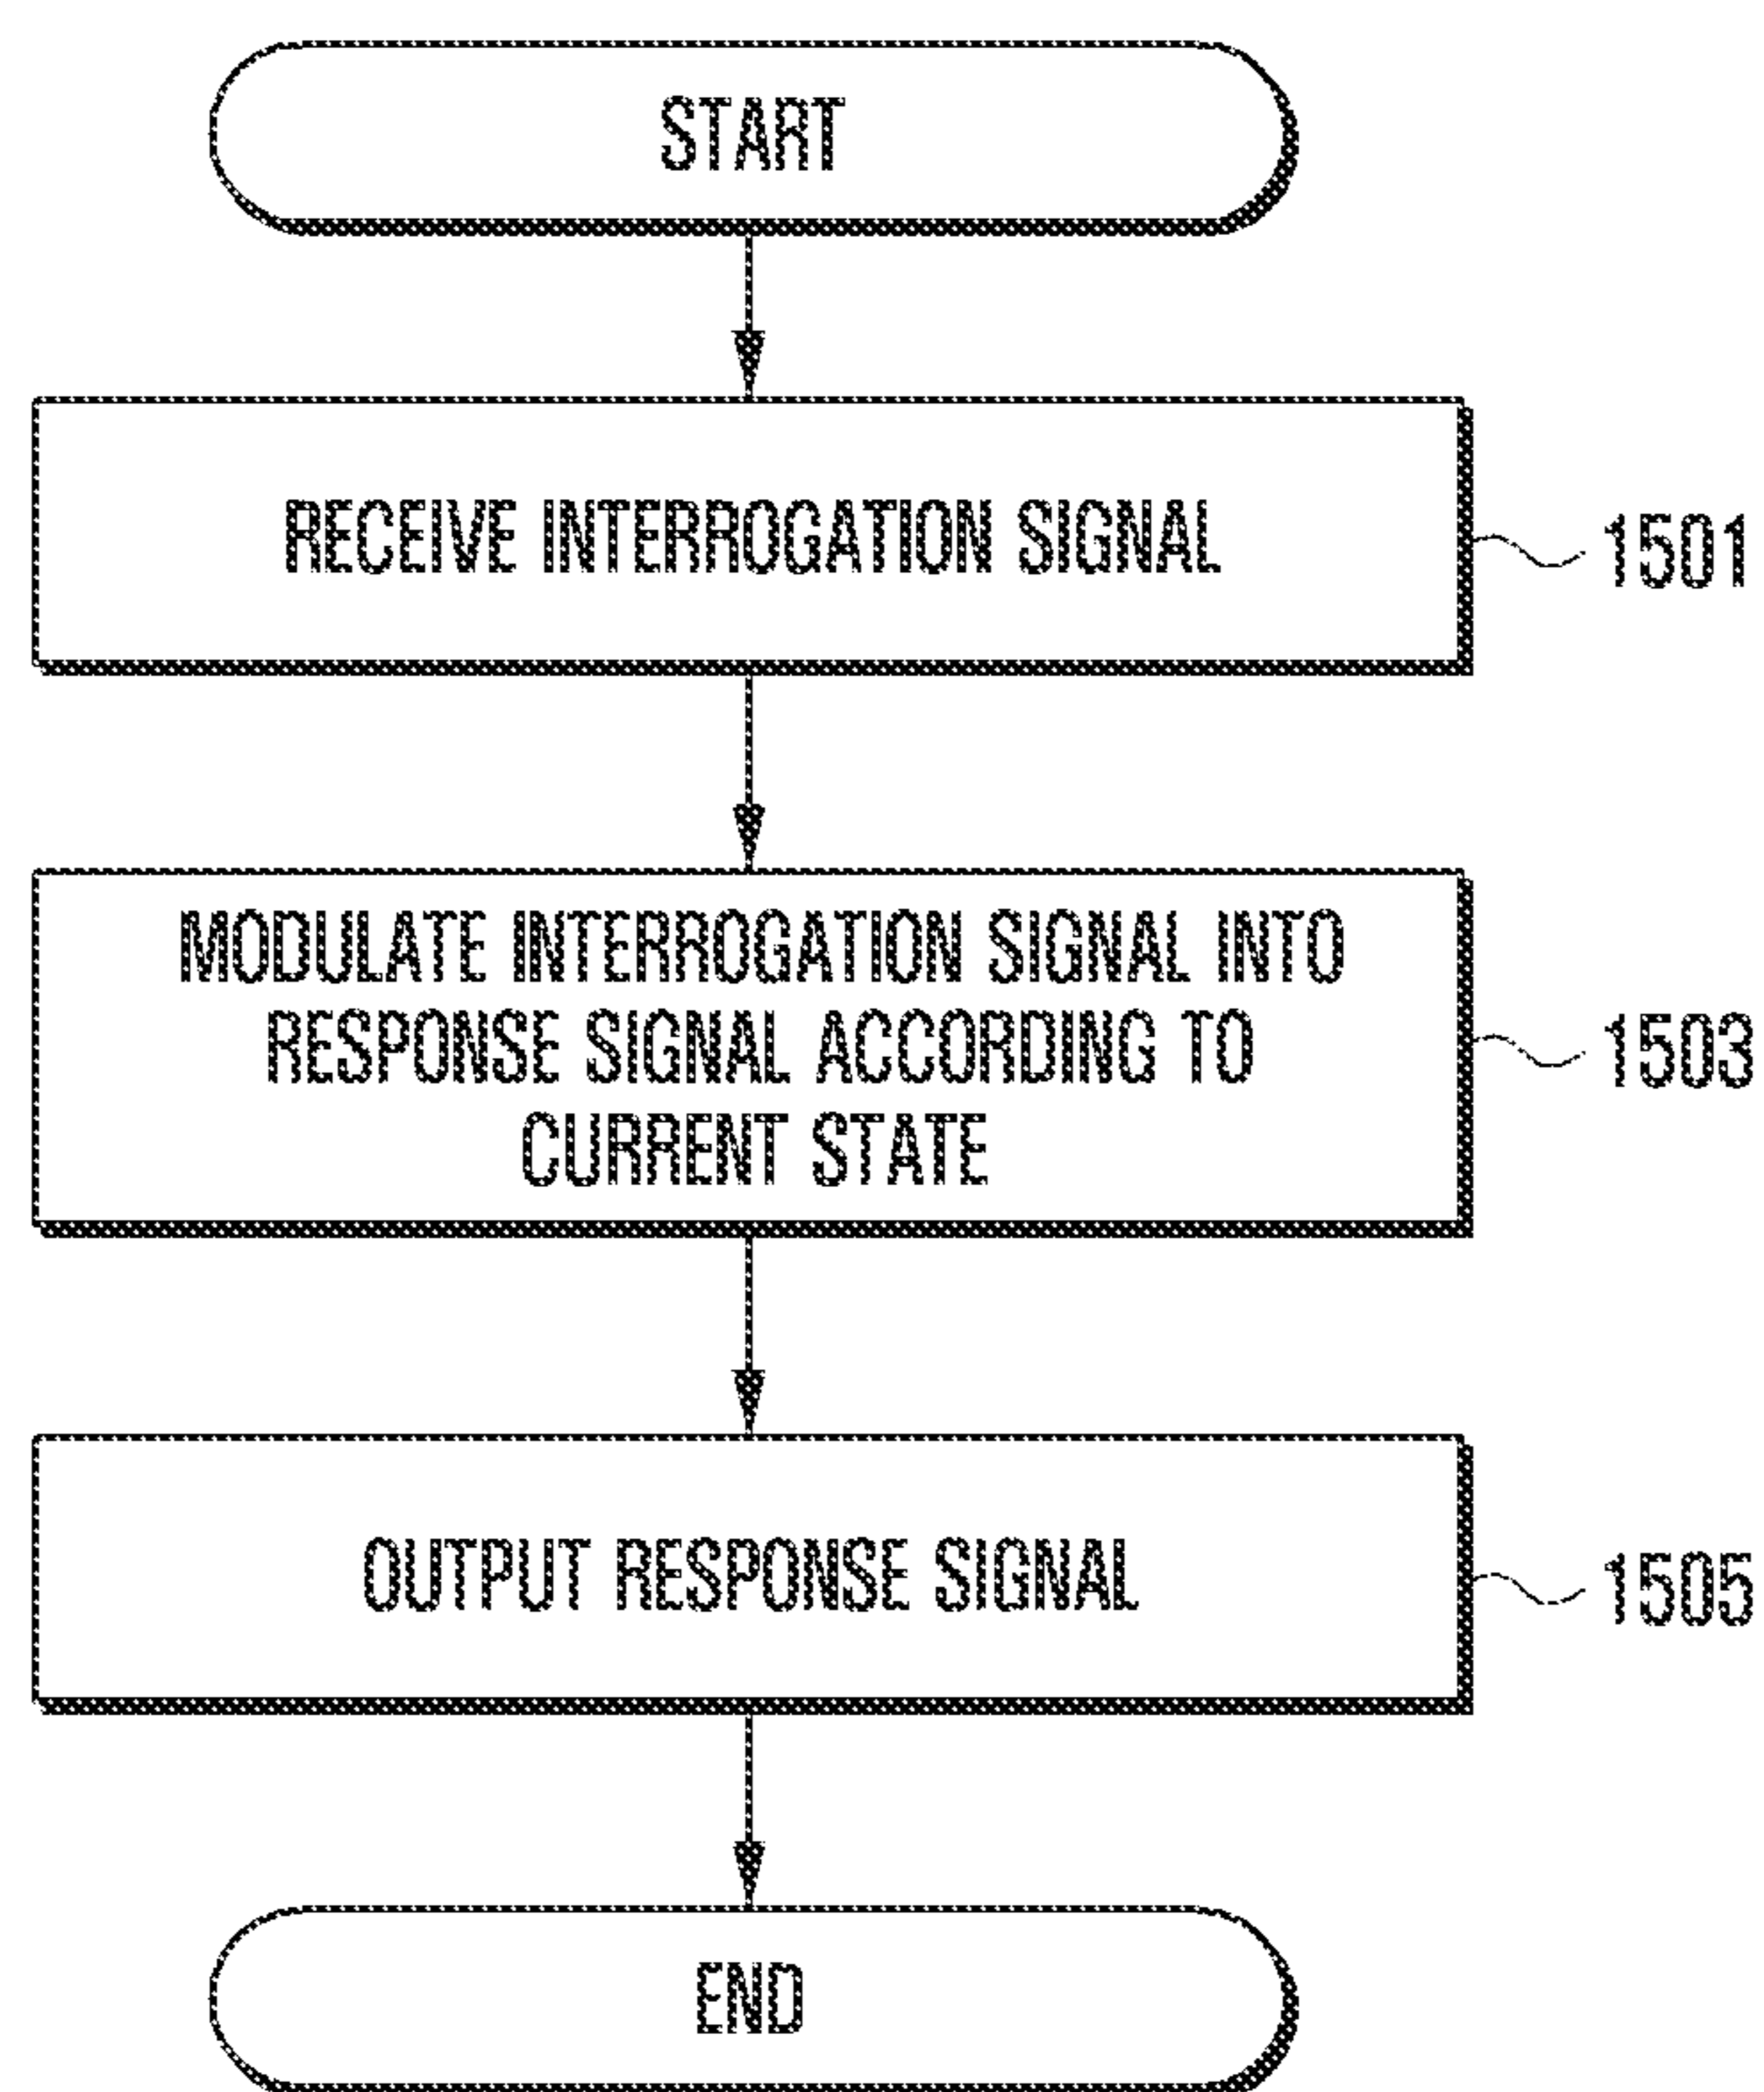 START
RECEIVE INTERROGATION SIGNAL
1501
MODULATE INTERROGATION SIGNAL INTO
RESPONSE SIGNAL ACCORDING TO
CURRENT STATE
1503
OUTPUT RESPONSE SIGNAL
1505
END